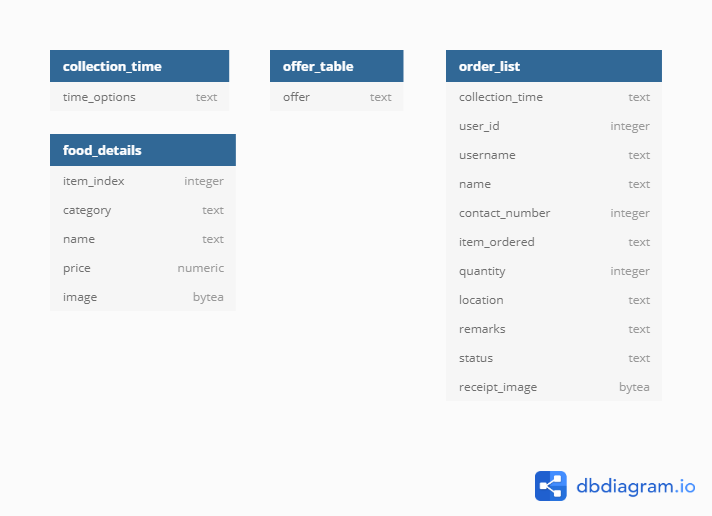 collection_time
time_options text
offer_table
offer text
order_list
collection_time text
user_id integer
username text
name text
contact_number integer
item_ordered text
quantity integer
location text
remarks text
status text
receipt_image bytea
food_details
item_index integer
category text
name text
price numeric
image bytea
dbdiagram.io